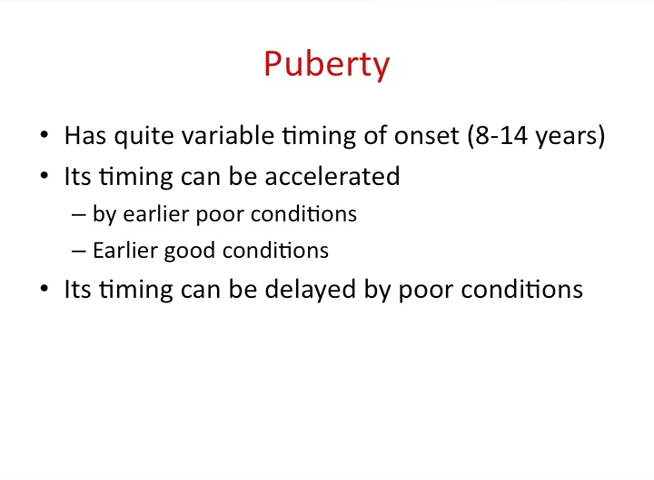 Puberty
• Has quite variable timing of onset (8-14 years)
• Its timing can be accelerated
– by earlier poor conditions
– Earlier good conditions
• Its timing can be delayed by poor conditions